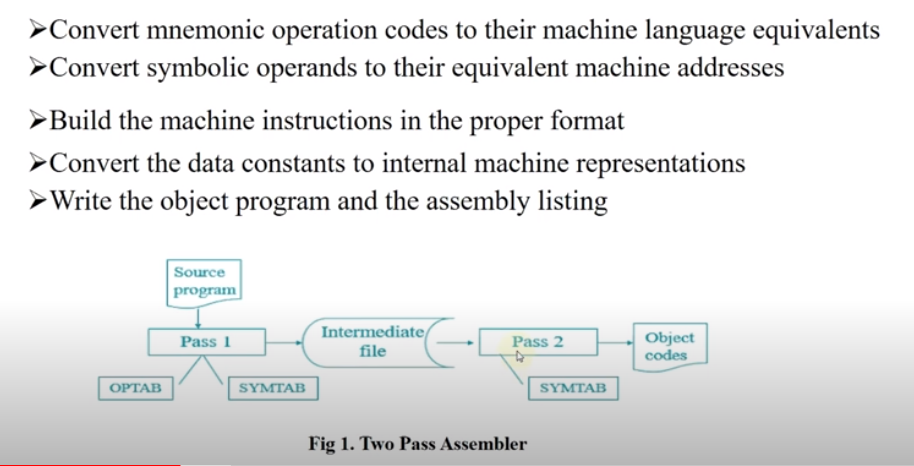 ➢Convert mnemonic operation codes to their machine language equivalents
➢Convert symbolic operands to their equivalent machine addresses
➢Build the machine instructions in the proper format
➢Convert the data constants to internal machine representations
➢Write the object program and the assembly listing
Source
program
Pass 1
Intermediate
file
Pass 2
Object
codes
OPTAB
SYMTAB
SYMTAB
Fig 1. Two Pass Assembler